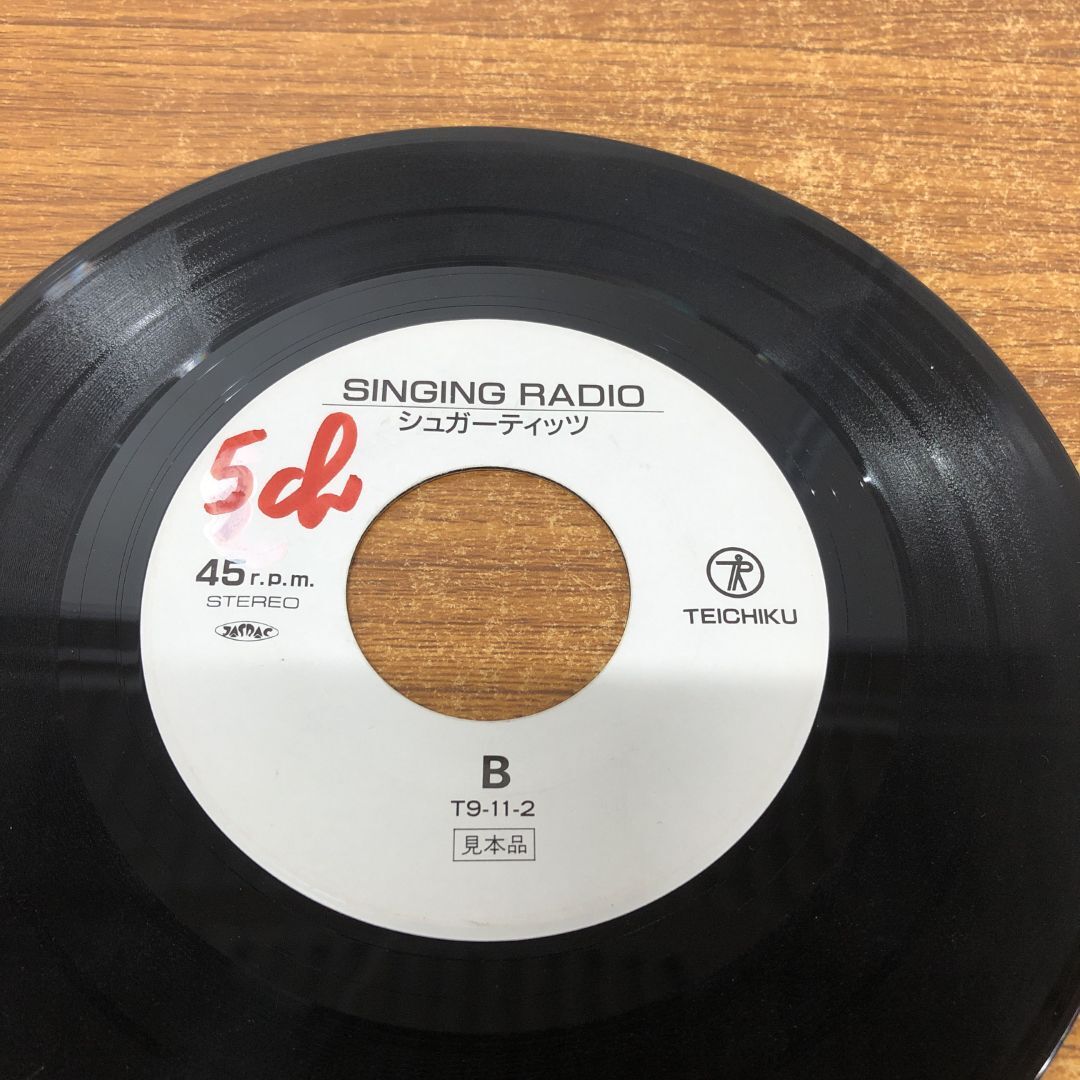 SINGING RADIO
シュガーティッツ
5ch
45 r.p.m.
STEREO
JASRAC
TEICHIKU
B
T9-11-2
見本品